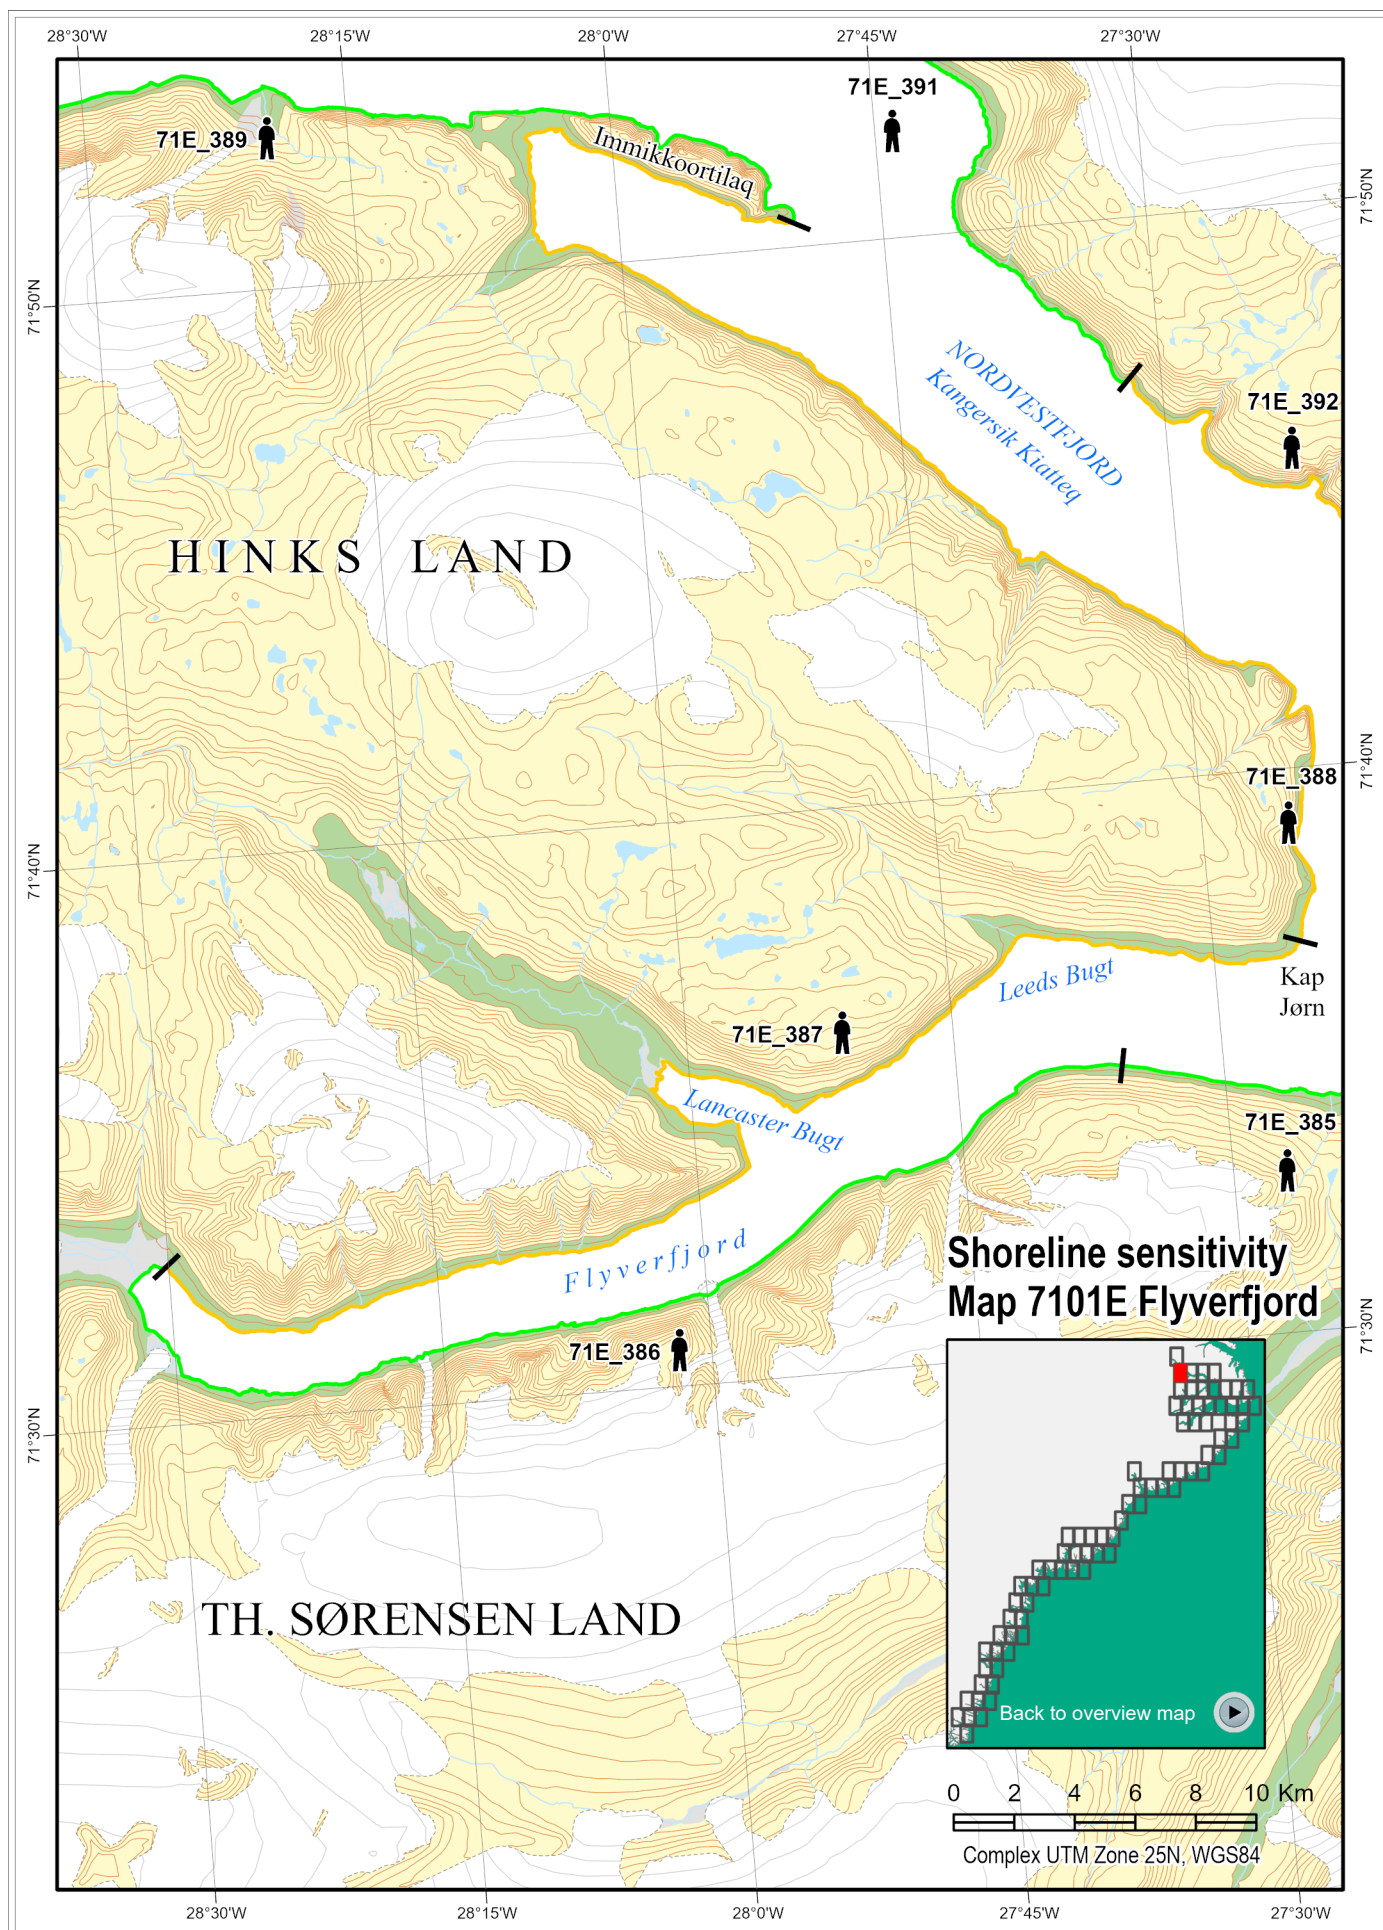 28°30'W
28°15'W
28°0'W
27°45'W
27°30'W
71E_391
71E_389
Immikkoortilaq
71°50'N
71°50'N
NORDVESTFJORD
Kangersik Kiatteq
71E_392
HINKS LAND
71°40'N
71E_388
71°40'N
Leeds Bugt
Kap
Jørn
71E_387
Lancaster Bugt
71E_385
Flyverfjord
Shoreline sensitivity
Map 7101E Flyverfjord
71°30'N
71E_386
71°30'N
TH. SØRENSEN LAND
Back to overview map
0 2 4 6 8 10 Km
Complex UTM Zone 25N, WGS84
28°30'W
28°15'W
28°0'W
27°45'W
27°30'W